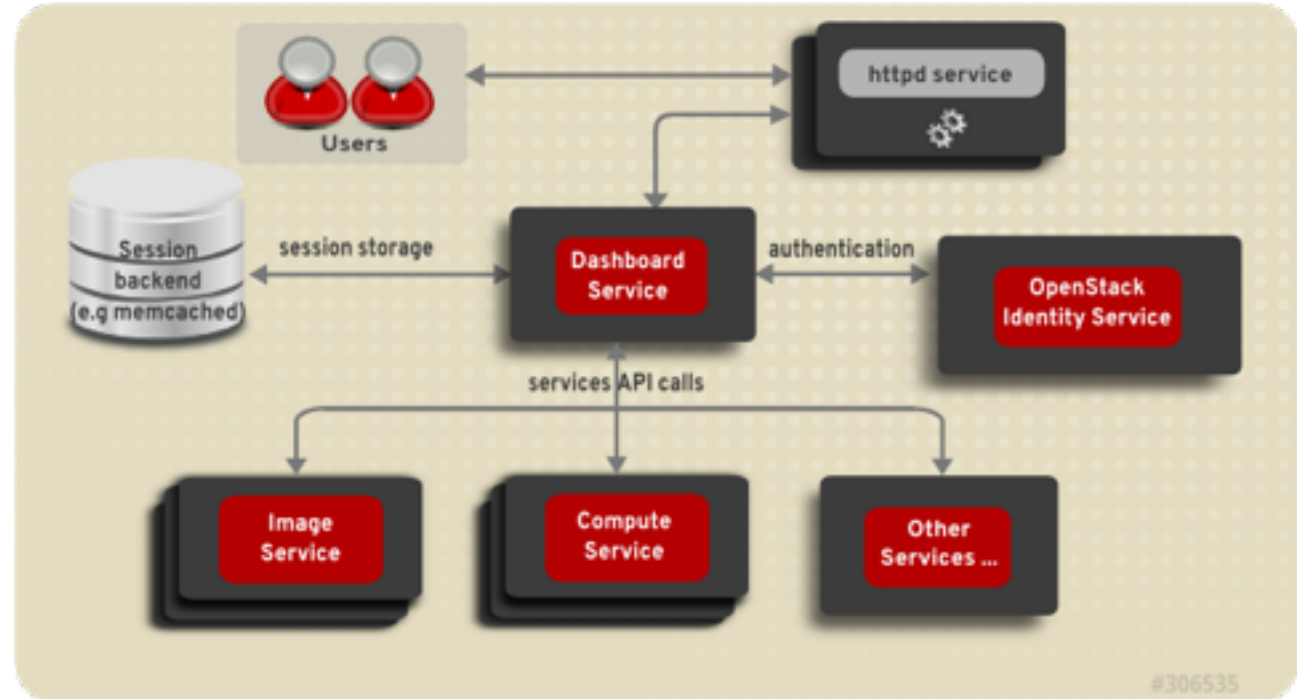 httpd service
Users
Session
backend
(e.g memcached)
session storage
Dashboard
Service
authentication
OpenStack
Identity Service
services API calls
Image
Service
Compute
Service
Other
Services ...
#306535